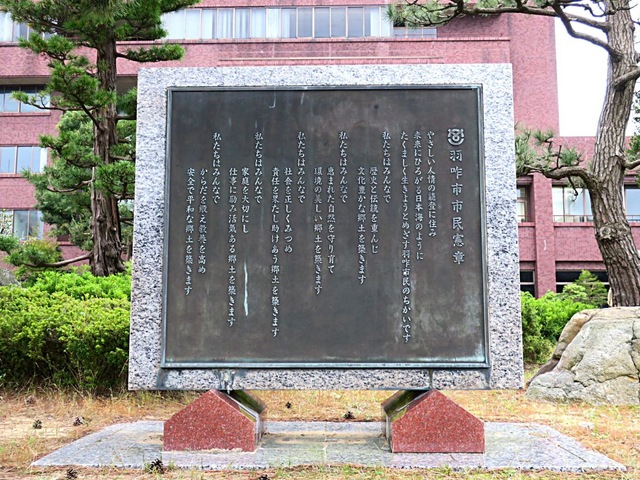 羽咋市市民憲章
やさしい人情の能登に住み
未来にひろがる日本海のように
たくましく生きようとめざす羽咋市民のちかいです
私たちはみんなで
歴史と伝統を重んじ
文化豊かな郷土を築きます
私たちはみんなで
恵まれた自然を守り育て
環境の美しい郷土を築きます
私たちはみんなで
社会を正しくみつめ
責任を果たし助けあう郷土を築きます
私たちはみんなで
家庭を大切にし
仕事に励み活気ある郷土を築きます
私たちはみんなで
からだを鍛え教養を高め
安全で平和な郷土を築きます